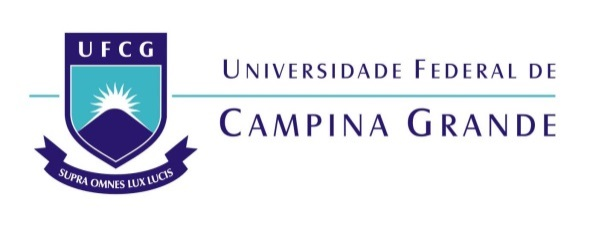 UFCG
SUPRA OMNES LUX LUCIS
UNIVERSIDADE FEDERAL DE
CAMPINA GRANDE